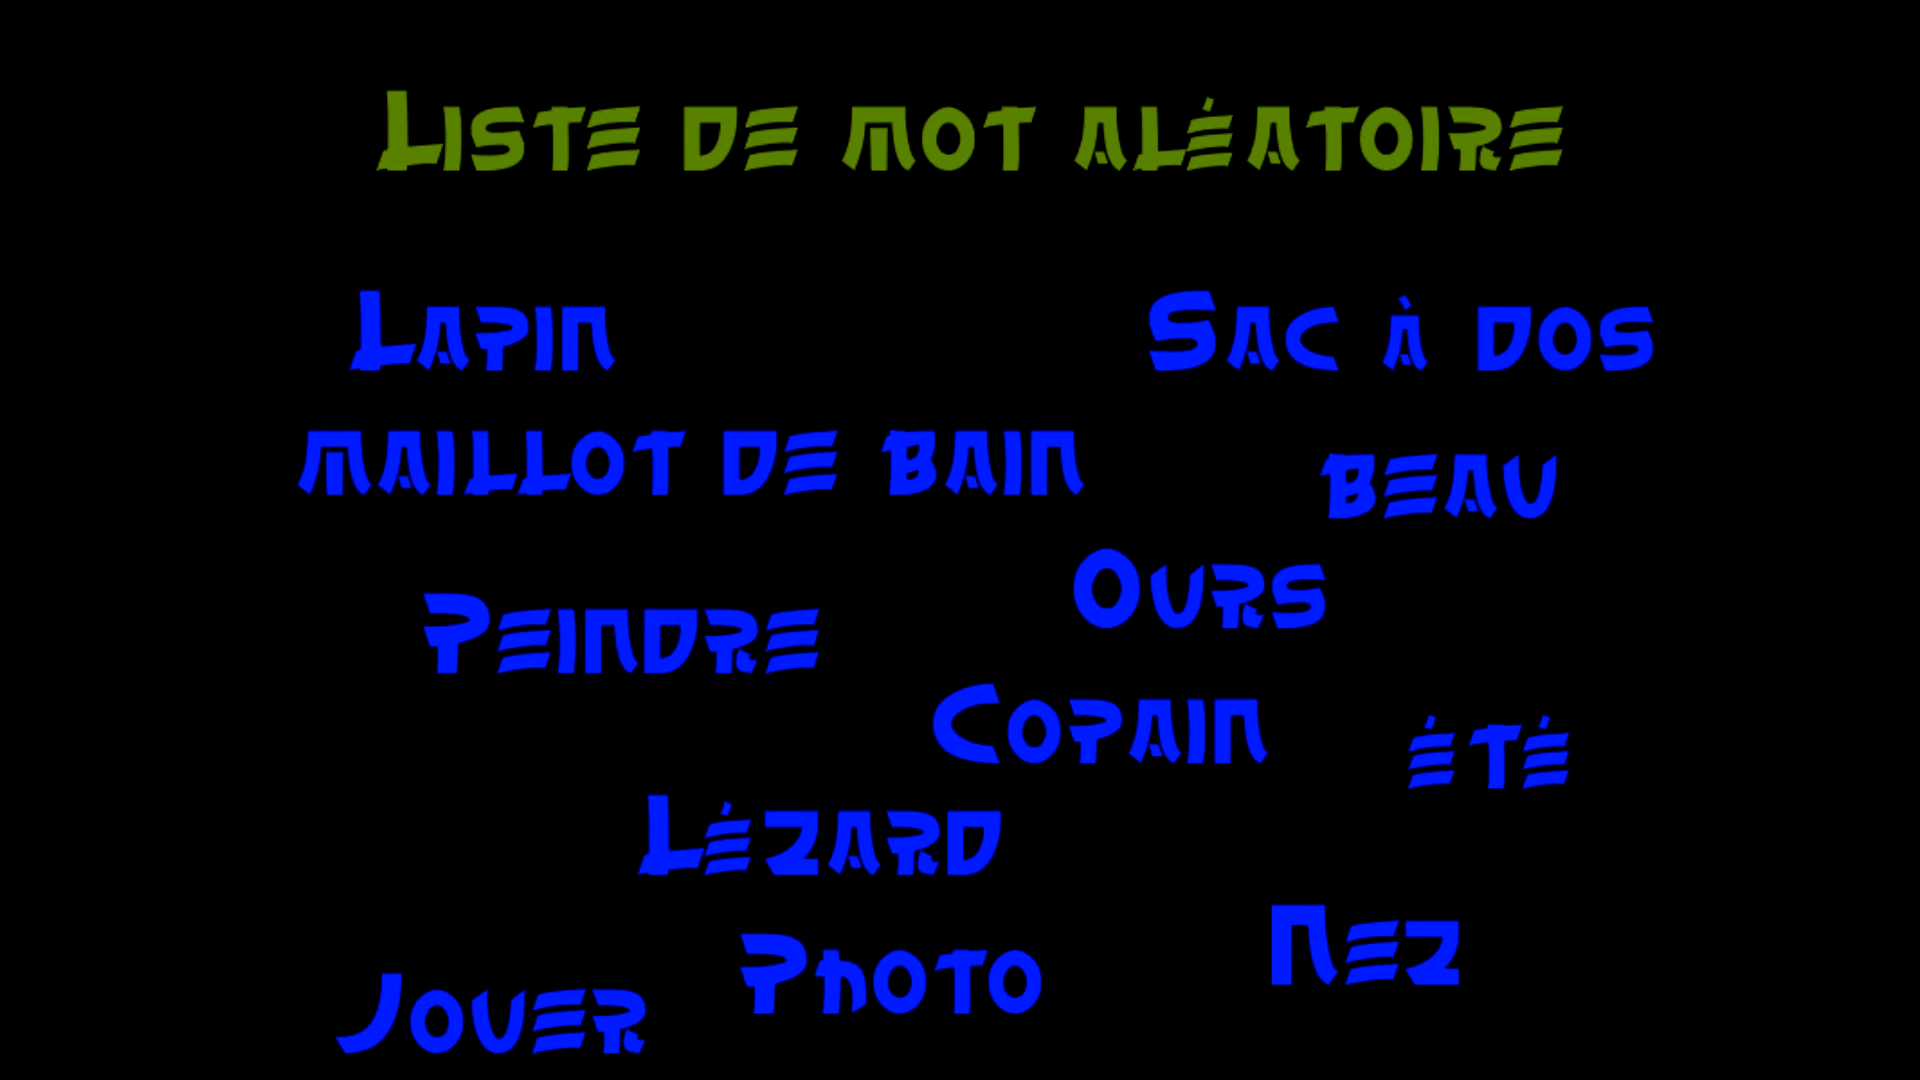 Liste de mot aléatoire
Lapin
Sac à dos
maillot de bain
beau
Ours
Peindre
Copain
été
Lézard
Nez
Photo
Jouer